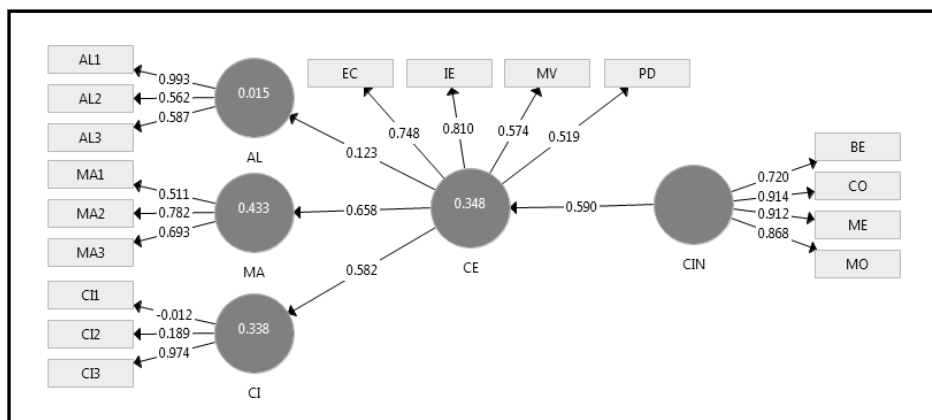 AL1
AL2
AL3
0.993
0.562
0.587
0.015
AL
MA1
MA2
MA3
0.511
0.782
0.693
0.433
MA
CI1
CI2
CI3
-0.012
0.189
0.974
0.338
CI
EC
IE
MV
PD
0.748
0.810
0.574
0.519
0.123
0.658
0.582
0.348
CE
0.590
CIN
0.720
0.914
0.912
0.868
BE
CO
ME
MO